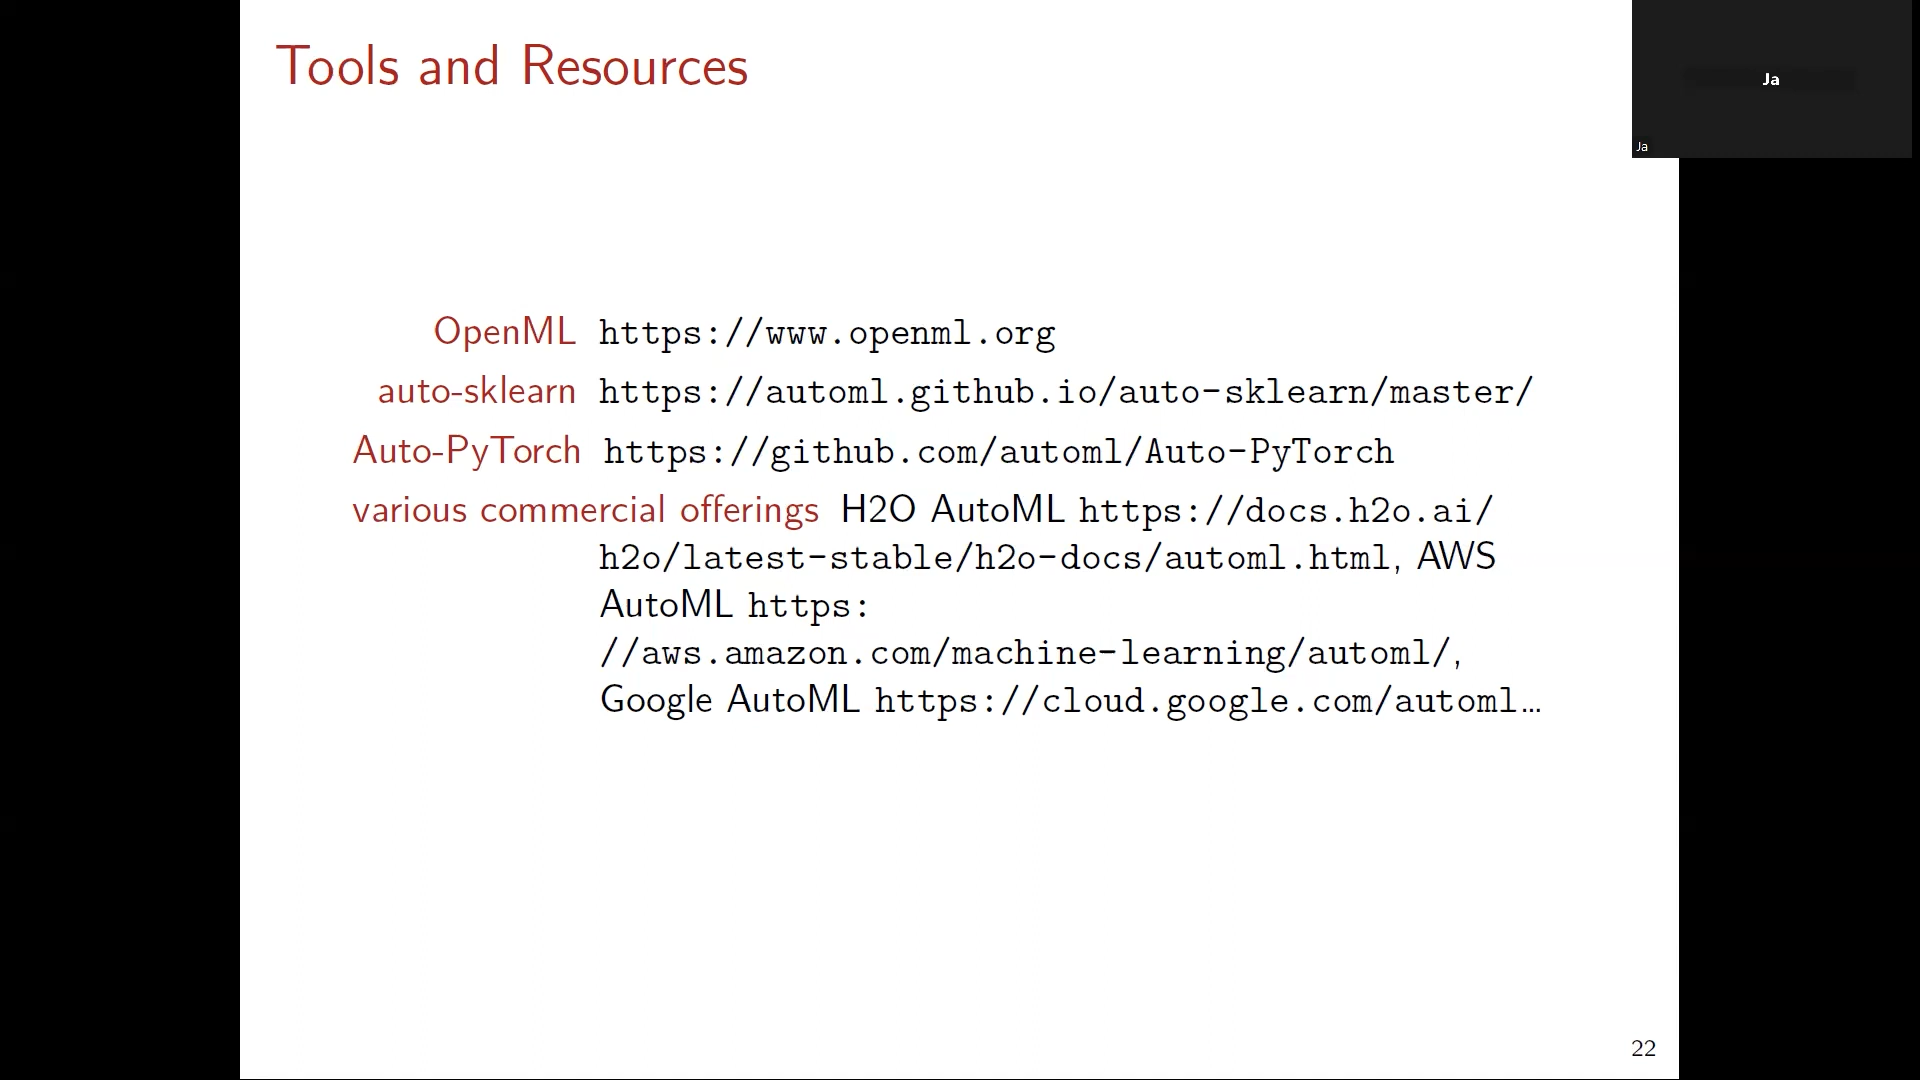 Tools and Resources
Ja
Ja
OpenML https://www.openml.org
auto-sklearn https://automl.github.io/auto-sklearn/master/
Auto-PyTorch https://github.com/automl/Auto-PyTorch
various commercial offerings H2O AutoML https://docs.h2o.ai/
h2o/latest-stable/h2o-docs/automl.html, AWS
AutoML https:
//aws.amazon.com/machine-learning/automl/,
Google AutoML https://cloud.google.com/automl…
22